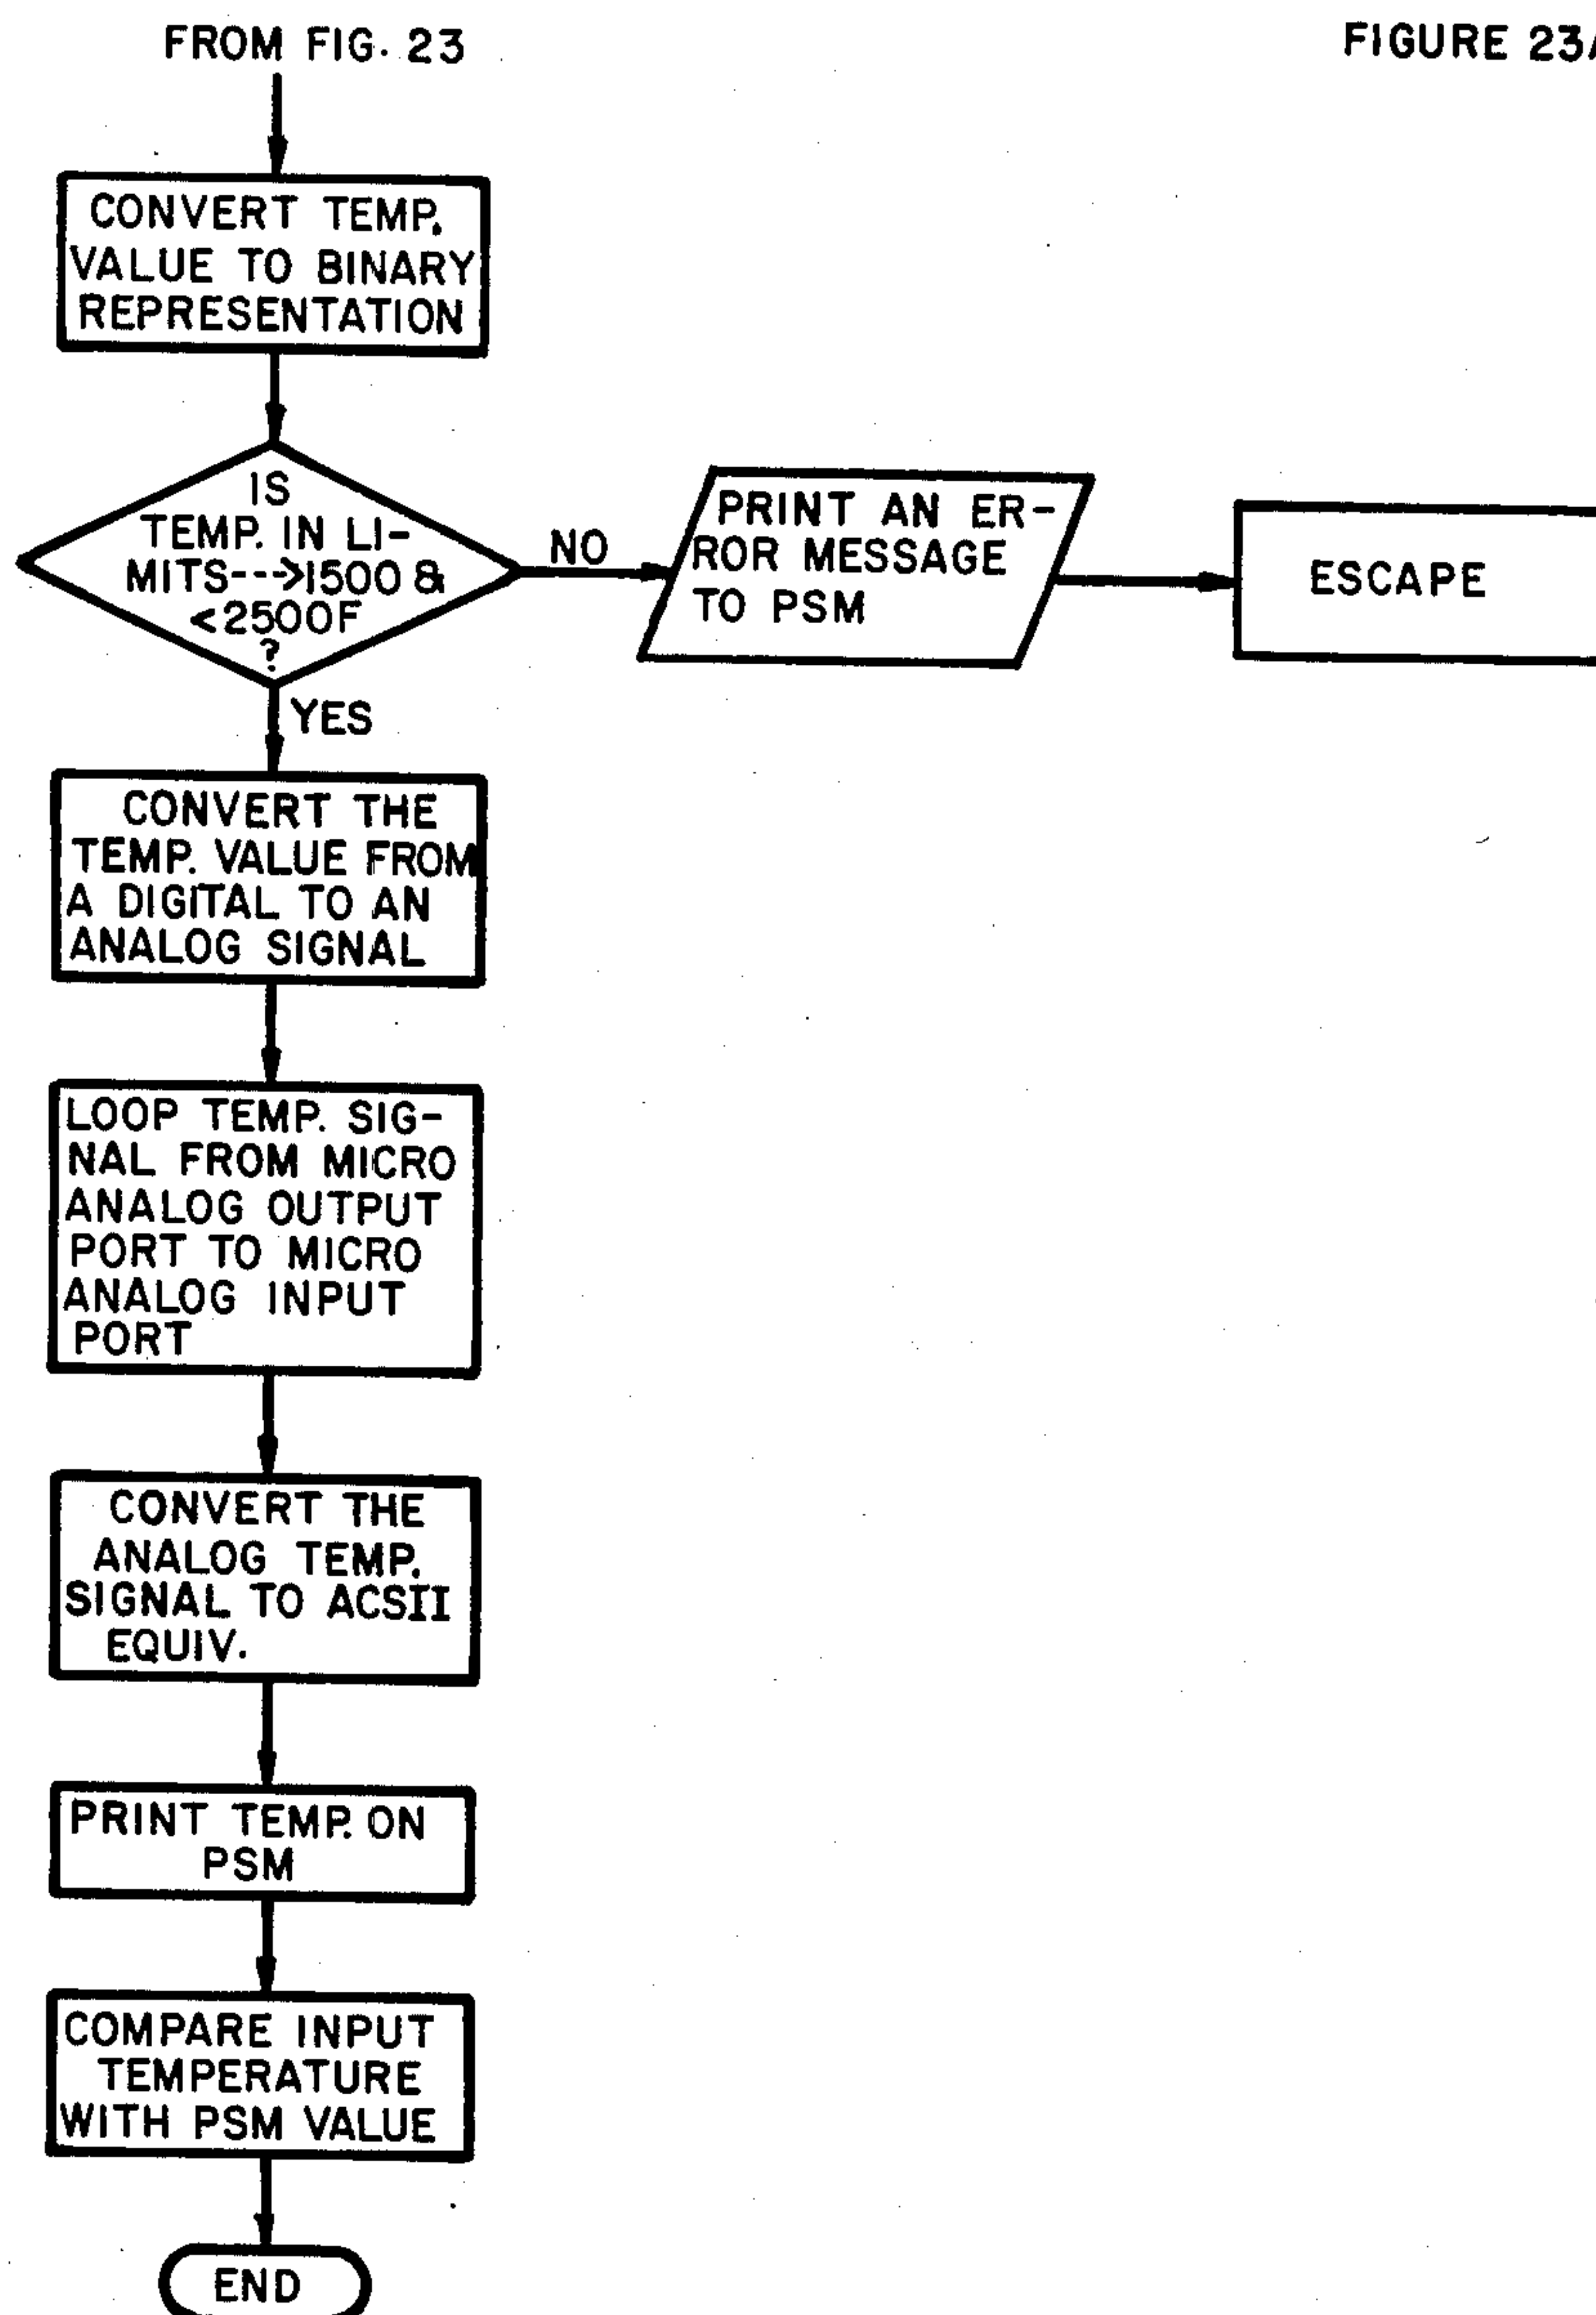 FROM FIG. 23
FIGURE 23A
CONVERT TEMP.
VALUE TO BINARY
REPRESENTATION
IS
TEMP. IN LI-
MITS--->1500 &
<2500F
?
NO
PRINT AN ER-
ROR MESSAGE
TO PSM
ESCAPE
YES
CONVERT THE
TEMP. VALUE FROM
A DIGITAL TO AN
ANALOG SIGNAL
LOOP TEMP. SIG-
NAL FROM MICRO
ANALOG OUTPUT
PORT TO MICRO
ANALOG INPUT
PORT
CONVERT THE
ANALOG TEMP.
SIGNAL TO ACSII
EQUIV.
PRINT TEMP. ON
PSM
COMPARE INPUT
TEMPERATURE
WITH PSM VALUE
END